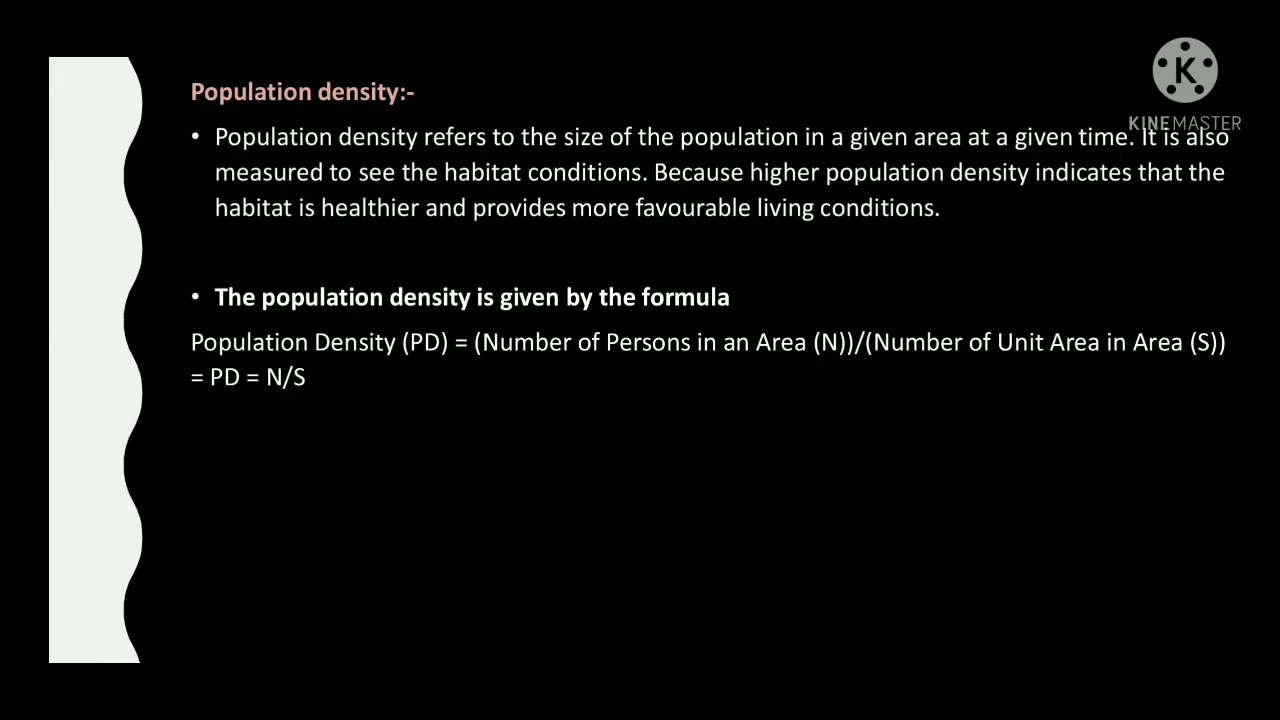 Population density:-
• Population density refers to the size of the population in a given area at a given time. It is also
measured to see the habitat conditions. Because higher population density indicates that the
habitat is healthier and provides more favourable living conditions.
• The population density is given by the formula
Population Density (PD) = (Number of Persons in an Area (N))/(Number of Unit Area in Area (S))
= PD = N/S
K
KINEMASTER